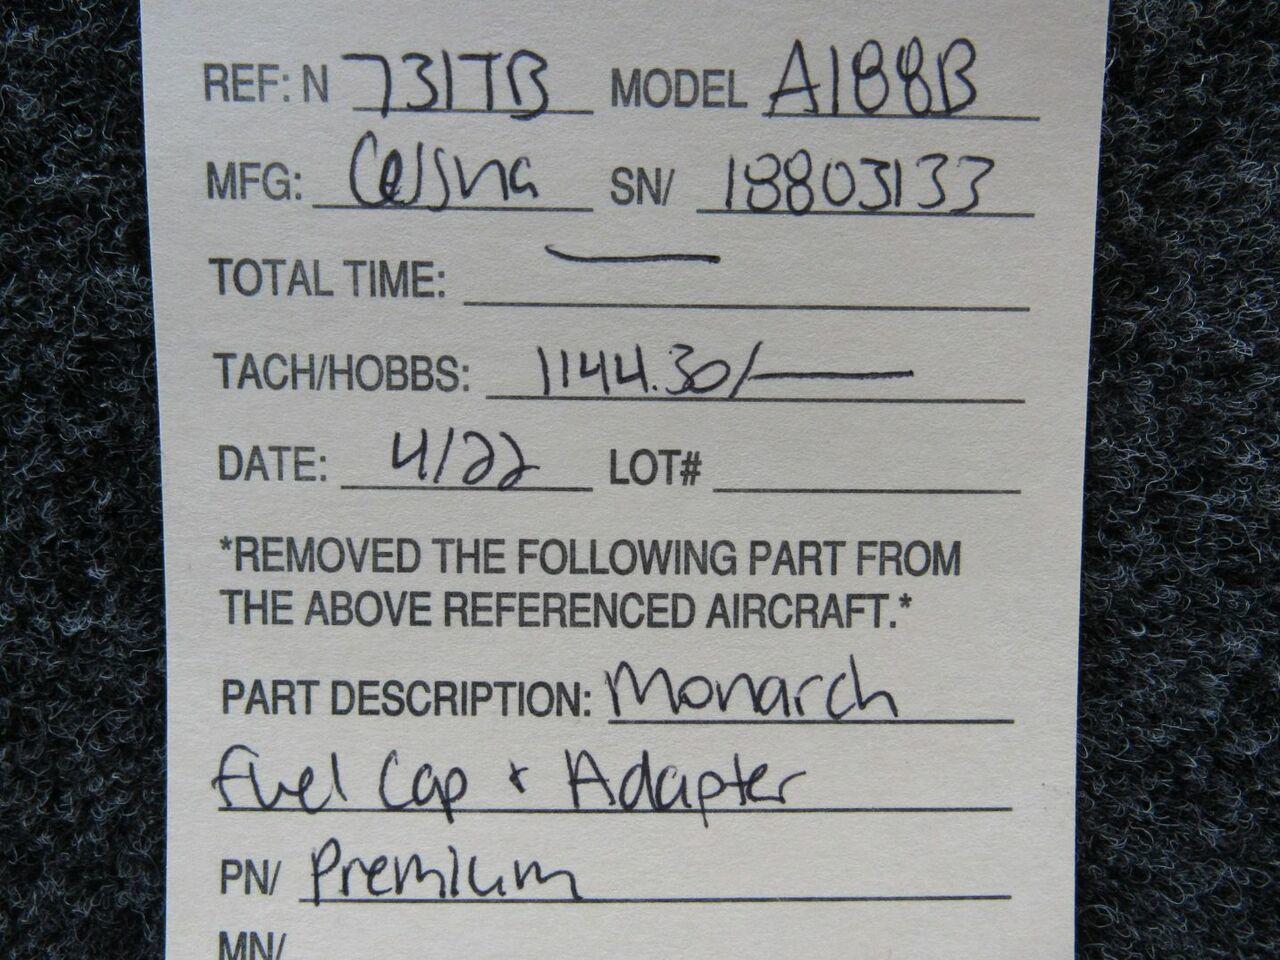 REF: N 731TB MODEL A188B
MFG: Cessna SN/ 18803133
TOTAL TIME: —
TACH/HOBBS: 1144.30/—
DATE: 4/22 LOT#
*REMOVED THE FOLLOWING PART FROM
THE ABOVE REFERENCED AIRCRAFT.*
PART DESCRIPTION: Monarch
Fuel Cap + Adapter
PN/ Premium
MN/